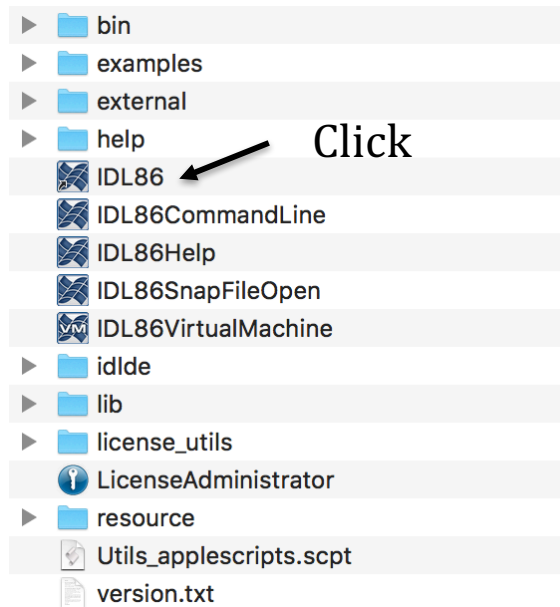 bin
examples
external
help
Click
IDL86
IDL86CommandLine
IDL86Help
IDL86SnapFileOpen
VM IDL86VirtualMachine
idlde
lib
license_utils
LicenseAdministrator
resource
Utils_applescripts.scpt
version.txt